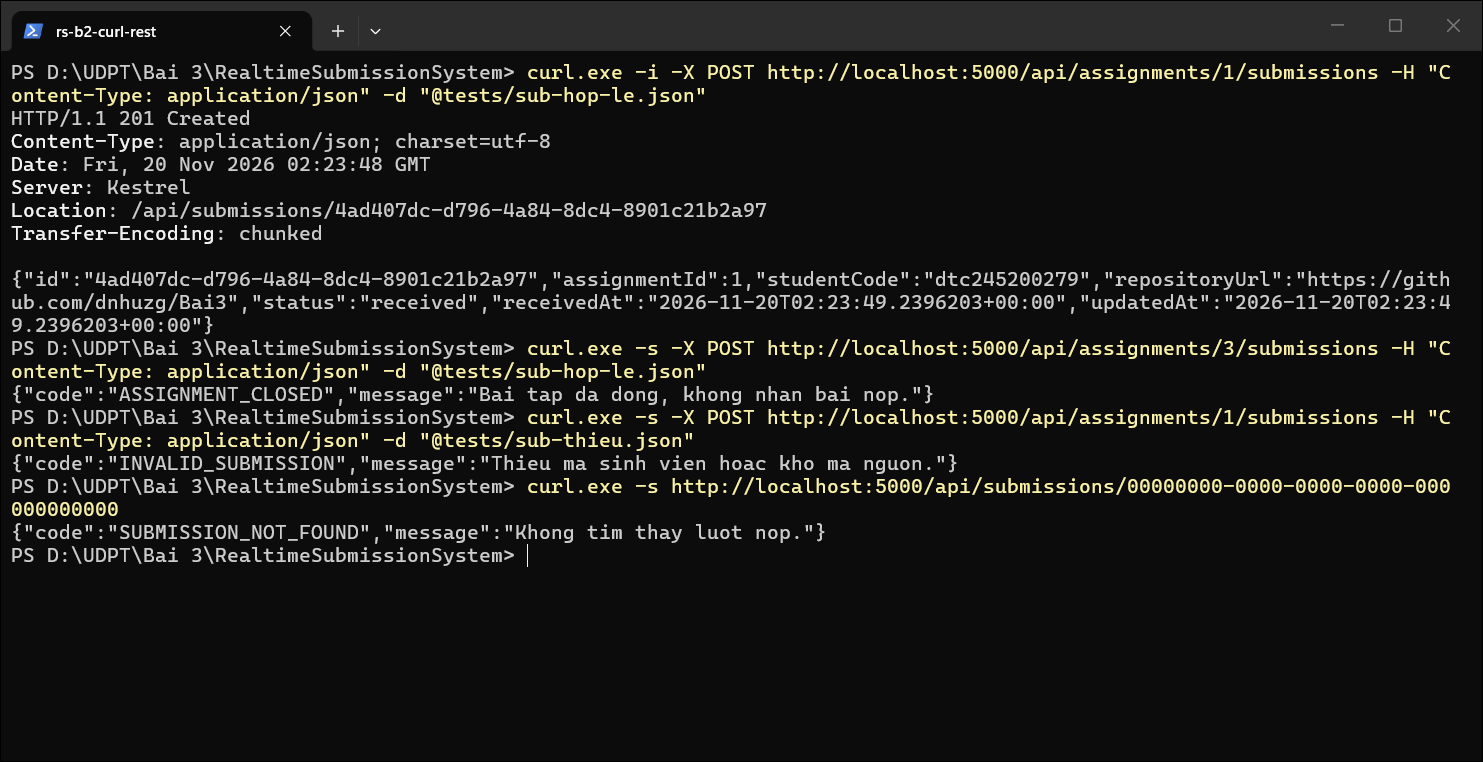 rs-b2-curl-rest
PS D:\UDPT\Bai 3\RealtimeSubmissionSystem> curl.exe -i -X POST http://localhost:5000/api/assignments/1/submissions -H "C
ontent-Type: application/json" -d "@tests/sub-hop-le.json"
HTTP/1.1 201 Created
Content-Type: application/json; charset=utf-8
Date: Fri, 20 Nov 2026 02:23:48 GMT
Server: Kestrel
Location: /api/submissions/4ad407dc-d796-4a84-8dc4-8901c21b2a97
Transfer-Encoding: chunked
{"id":"4ad407dc-d796-4a84-8dc4-8901c21b2a97","assignmentId":1,"studentCode":"dtc245200279","repositoryUrl":"https://gith
ub.com/dnhuzg/Bai3","status":"received","receivedAt":"2026-11-20T02:23:49.2396203+00:00","updatedAt":"2026-11-20T02:23:4
9.2396203+00:00"}
PS D:\UDPT\Bai 3\RealtimeSubmissionSystem> curl.exe -s -X POST http://localhost:5000/api/assignments/3/submissions -H "C
ontent-Type: application/json" -d "@tests/sub-hop-le.json"
{"code":"ASSIGNMENT_CLOSED","message":"Bai tap da dong, khong nhan bai nop."}
PS D:\UDPT\Bai 3\RealtimeSubmissionSystem> curl.exe -s -X POST http://localhost:5000/api/assignments/1/submissions -H "C
ontent-Type: application/json" -d "@tests/sub-thieu.json"
{"code":"INVALID_SUBMISSION","message":"Thieu ma sinh vien hoac kho ma nguon."}
PS D:\UDPT\Bai 3\RealtimeSubmissionSystem> curl.exe -s http://localhost:5000/api/submissions/00000000-0000-0000-0000-000
000000000
{"code":"SUBMISSION_NOT_FOUND","message":"Khong tim thay luot nop."}
PS D:\UDPT\Bai 3\RealtimeSubmissionSystem>